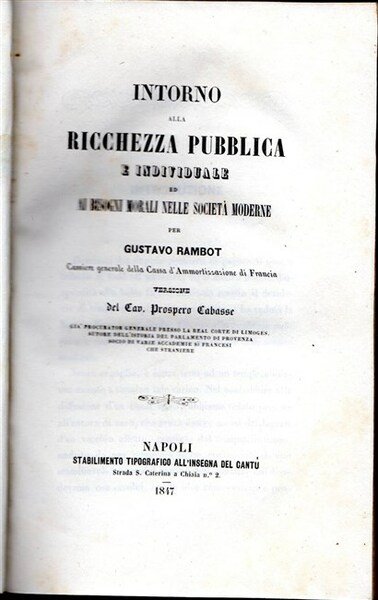 INTORNO
ALLA
RICCHEZZA PUBBLICA
E INDIVIDUALE
ED
AI BISOGNI MORALI NELLE SOCIETÀ MODERNE
PER
GUSTAVO RAMBOT
Cassiere generale della Cassa d'Ammortissazione di Francia
VERSIONE
del Cav. Prospero Cabasse
GIÀ PROCURATOR GENERALE PRESSO LA REAL CORTE DI LIMOGES,
AUTORE DELL'ISTORIA DEL PARLAMENTO DI PROVENZA
SOCIO DI VARIE ACCADEMIE SÌ FRANCESI
CHE STRANIERE
NAPOLI
STABILIMENTO TIPOGRAFICO ALL'INSEGNA DEL CANTÙ
Strada S. Caterina a Chiaia n.º 2
1847